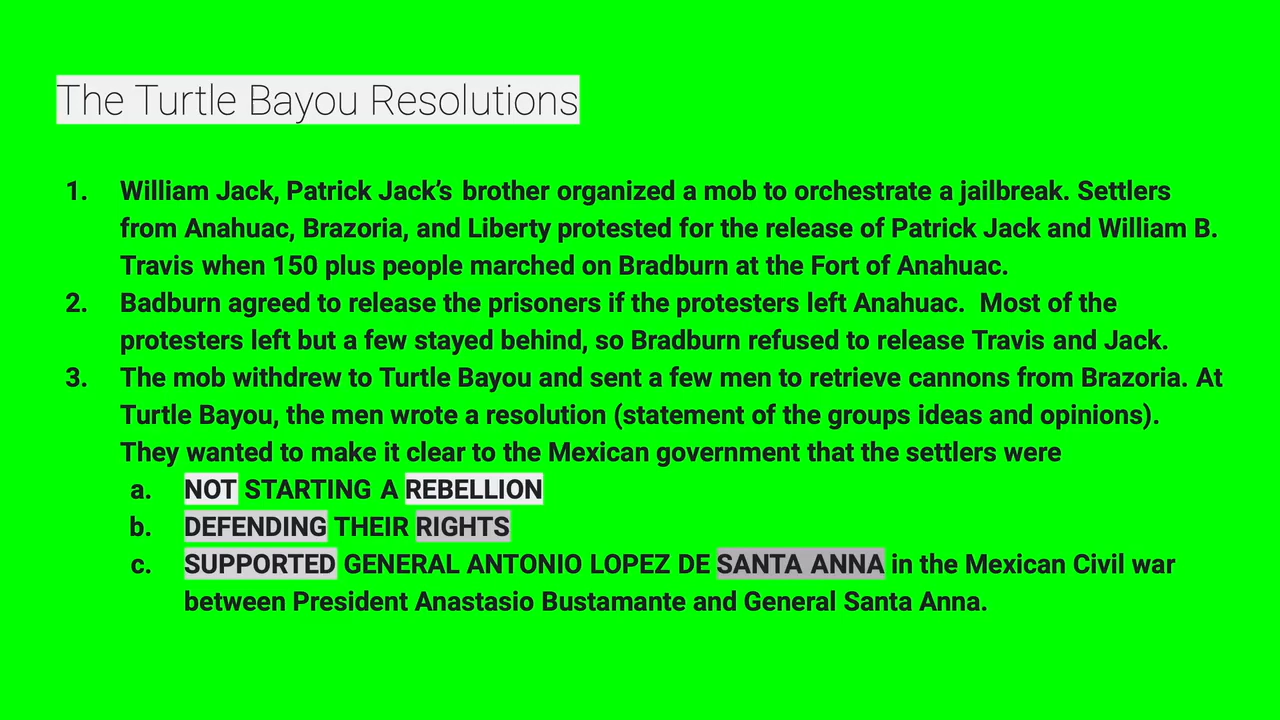 The Turtle Bayou Resolutions
1. William Jack, Patrick Jack’s brother organized a mob to orchestrate a jailbreak. Settlers
from Anahuac, Brazoria, and Liberty protested for the release of Patrick Jack and William B.
Travis when 150 plus people marched on Bradburn at the Fort of Anahuac.
2. Badburn agreed to release the prisoners if the protesters left Anahuac.  Most of the
protesters left but a few stayed behind, so Bradburn refused to release Travis and Jack.
3. The mob withdrew to Turtle Bayou and sent a few men to retrieve cannons from Brazoria. At
Turtle Bayou, the men wrote a resolution (statement of the groups ideas and opinions).
They wanted to make it clear to the Mexican government that the settlers were
a. NOT STARTING A REBELLION
b. DEFENDING THEIR RIGHTS
c. SUPPORTED GENERAL ANTONIO LOPEZ DE SANTA ANNA in the Mexican Civil war
between President Anastasio Bustamante and General Santa Anna.